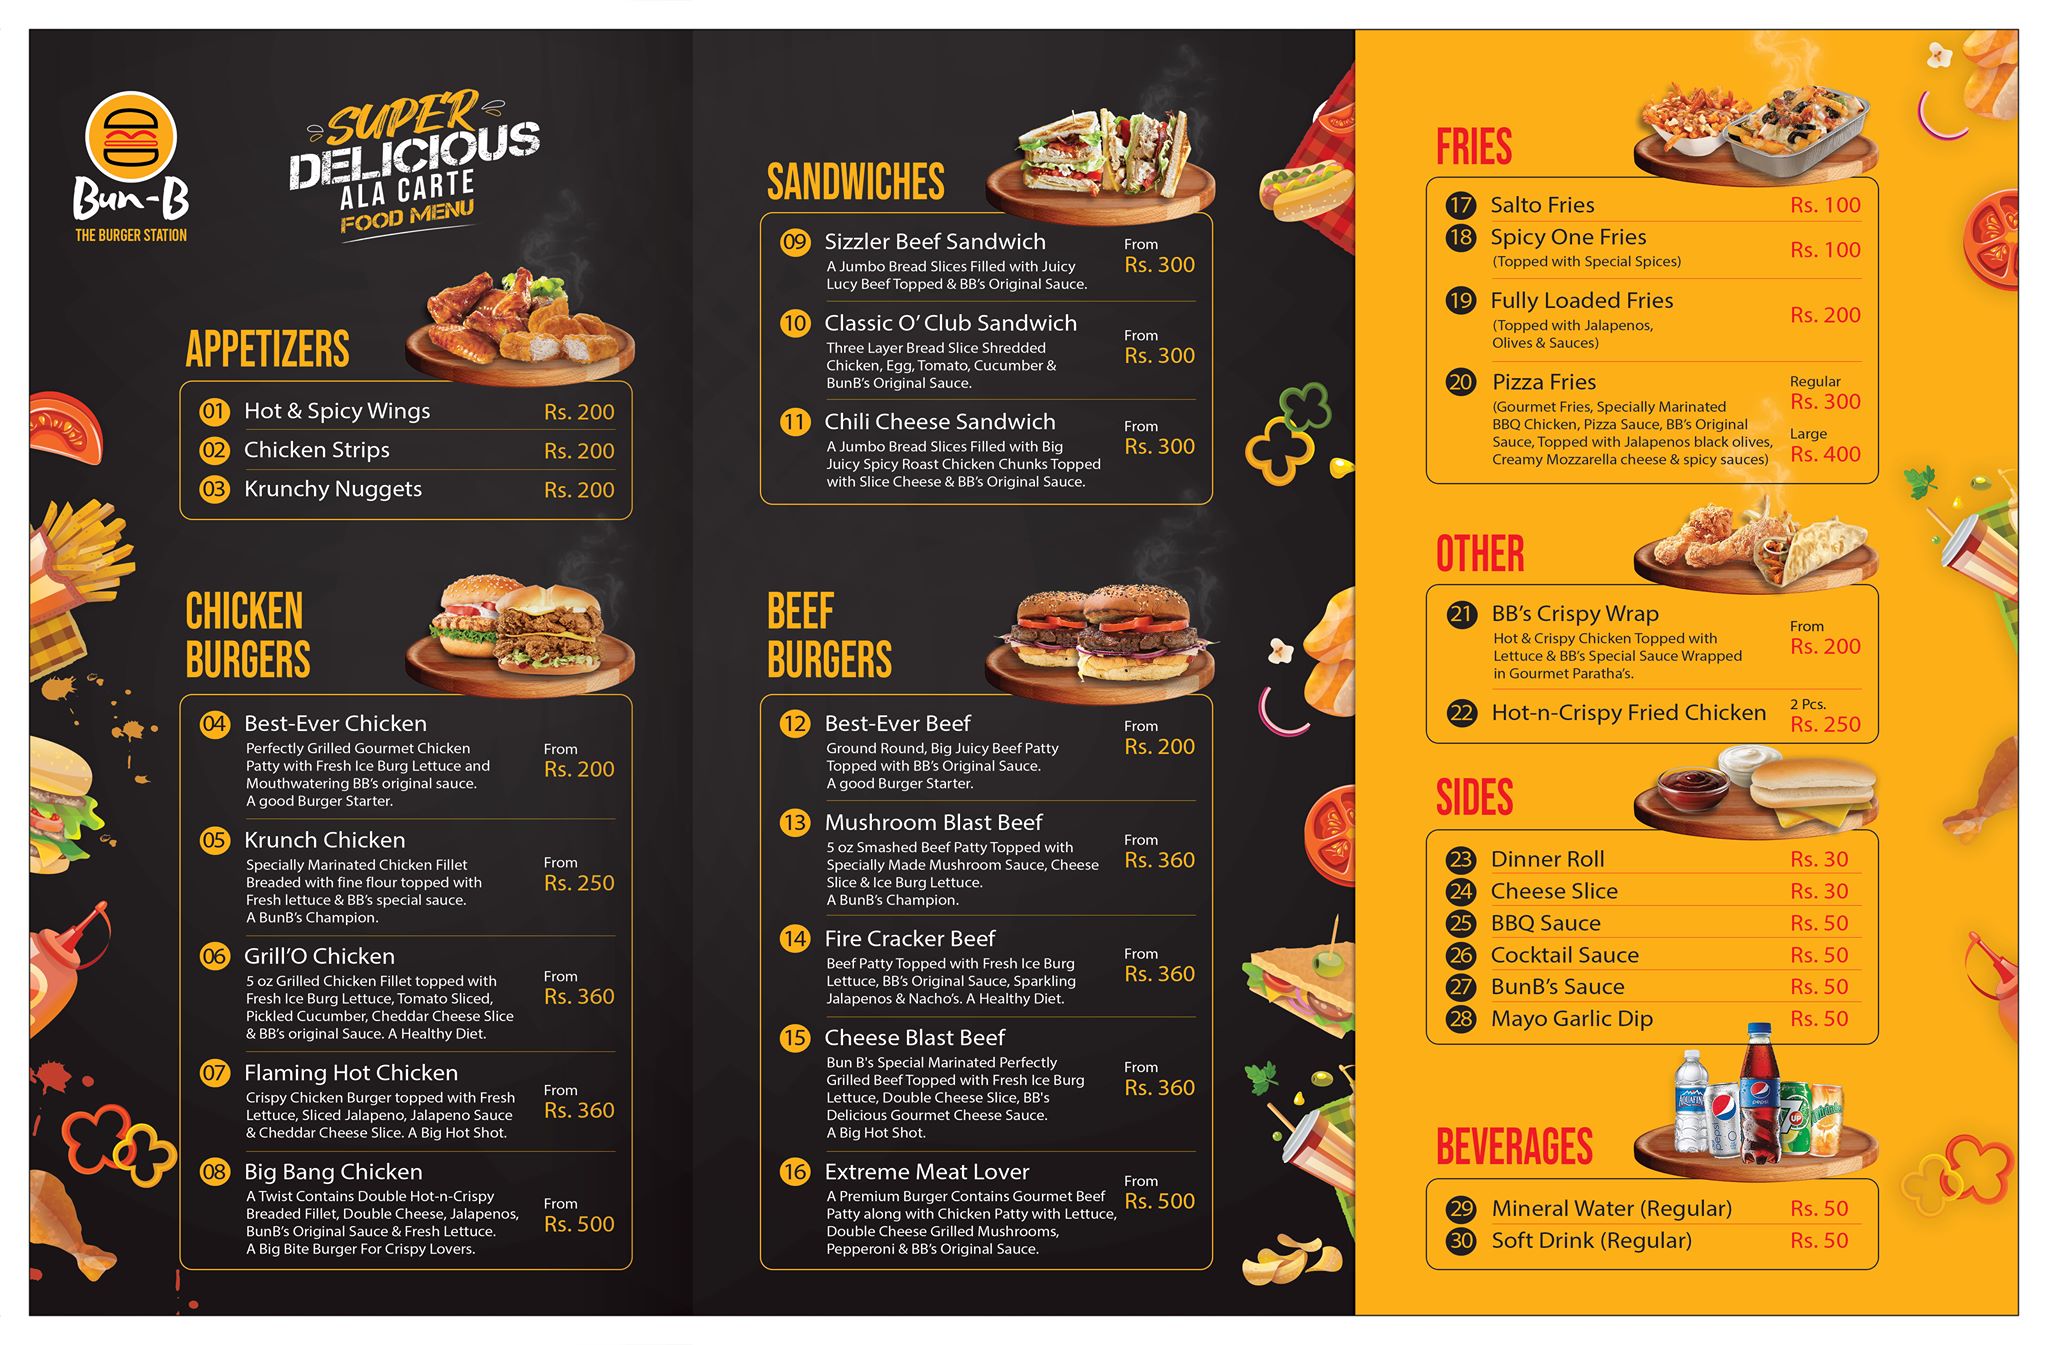 Bun-B
THE BURGER STATION
SUPER
DELICIOUS
ALA CARTE
FOOD MENU
APPETIZERS
01 Hot & Spicy Wings Rs. 200
02 Chicken Strips Rs. 200
03 Krunchy Nuggets Rs. 200
CHICKEN
BURGERS
04 Best-Ever Chicken
Perfectly Grilled Gourmet Chicken
Patty with Fresh Ice Burg Lettuce and
Mouthwatering BB's original sauce.
A good Burger Starter.
From
Rs. 200
05 Krunch Chicken
Specially Marinated Chicken Fillet
Breaded with fine flour topped with
Fresh lettuce & BB's special sauce.
A BunB's Champion.
From
Rs. 250
06 Grill'O Chicken
5 oz Grilled Chicken Fillet topped with
Fresh Ice Burg Lettuce, Tomato Sliced,
Pickled Cucumber, Cheddar Cheese Slice
& BB's original Sauce. A Healthy Diet.
From
Rs. 360
07 Flaming Hot Chicken
Crispy Chicken Burger topped with Fresh
Lettuce, Sliced Jalapeno, Jalapeno Sauce
& Cheddar Cheese Slice. A Big Hot Shot.
From
Rs. 360
08 Big Bang Chicken
A Twist Contains Double Hot-n-Crispy
Breaded Fillet, Double Cheese, Jalapenos,
BunB's Original Sauce & Fresh Lettuce.
A Big Bite Burger For Crispy Lovers.
From
Rs. 500
SANDWICHES
09 Sizzler Beef Sandwich
A Jumbo Bread Slices Filled with Juicy
Lucy Beef Topped & BB's Original Sauce.
From
Rs. 300
10 Classic O' Club Sandwich
Three Layer Bread Slice Shredded
Chicken, Egg, Tomato, Cucumber &
BunB's Original Sauce.
From
Rs. 300
11 Chili Cheese Sandwich
A Jumbo Bread Slices Filled with Big
Juicy Spicy Roast Chicken Chunks Topped
with Slice Cheese & BB's Original Sauce.
From
Rs. 300
BEEF
BURGERS
12 Best-Ever Beef
Ground Round, Big Juicy Beef Patty
Topped with BB's Original Sauce.
A good Burger Starter.
From
Rs. 200
13 Mushroom Blast Beef
5 oz Smashed Beef Patty Topped with
Specially Made Mushroom Sauce, Cheese
Slice & Ice Burg Lettuce.
A BunB's Champion.
From
Rs. 360
14 Fire Cracker Beef
Beef Patty Topped with Fresh Ice Burg
Lettuce, BB's Original Sauce, Sparkling
Jalapenos & Nacho's. A Healthy Diet.
From
Rs. 360
15 Cheese Blast Beef
Bun B's Special Marinated Perfectly
Grilled Beef Topped with Fresh Ice Burg
Lettuce, Double Cheese Slice, BB's
Delicious Gourmet Cheese Sauce.
A Big Hot Shot.
From
Rs. 360
16 Extreme Meat Lover
A Premium Burger Contains Gourmet Beef
Patty along with Chicken Patty with Lettuce,
Double Cheese Grilled Mushrooms,
Pepperoni & BB's Original Sauce.
From
Rs. 500
FRIES
17 Salto Fries Rs. 100
18 Spicy One Fries
(Topped with Special Spices)
Rs. 100
19 Fully Loaded Fries
(Topped with Jalapenos,
Olives & Sauces)
Rs. 200
20 Pizza Fries
(Gourmet Fries, Specially Marinated
BBQ Chicken, Pizza Sauce, BB's Original
Sauce, Topped with Jalapenos black olives,
Creamy Mozzarella cheese & spicy sauces)
Regular
Rs. 300
Large
Rs. 400
OTHER
21 BB's Crispy Wrap
Hot & Crispy Chicken Topped with
Lettuce & BB's Special Sauce Wrapped
in Gourmet Paratha's.
From
Rs. 200
22 Hot-n-Crispy Fried Chicken
2 Pcs.
Rs. 250
SIDES
23 Dinner Roll Rs. 30
24 Cheese Slice Rs. 30
25 BBQ Sauce Rs. 50
26 Cocktail Sauce Rs. 50
27 BunB's Sauce Rs. 50
28 Mayo Garlic Dip Rs. 50
pepsi
pepsi
7UP
BEVERAGES
29 Mineral Water (Regular) Rs. 50
30 Soft Drink (Regular) Rs. 50